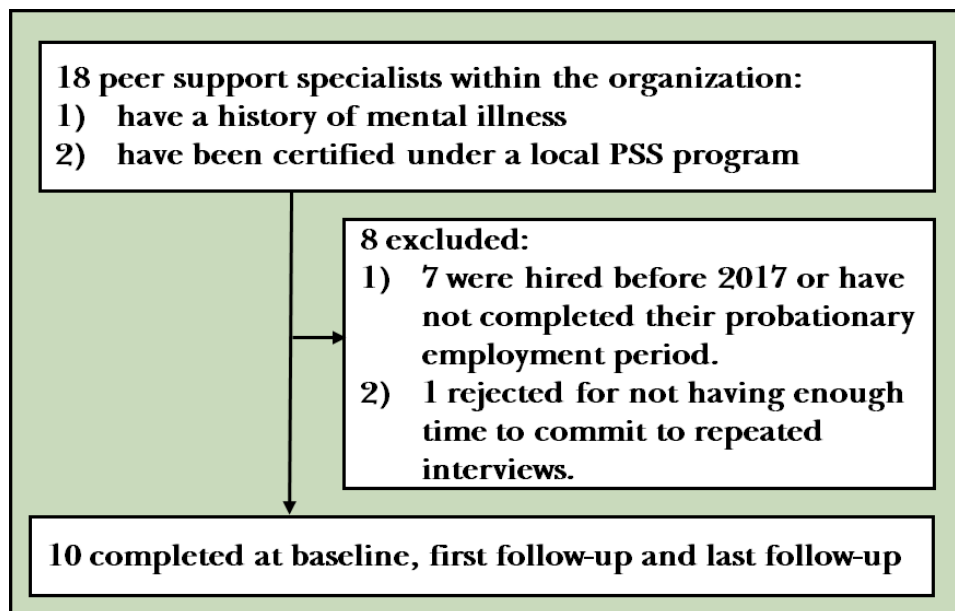 18 peer support specialists within the organization:
1) have a history of mental illness
2) have been certified under a local PSS program
8 excluded:
1) 7 were hired before 2017 or have
not completed their probationary
employment period.
2) 1 rejected for not having enough
time to commit to repeated
interviews.
10 completed at baseline, first follow-up and last follow-up